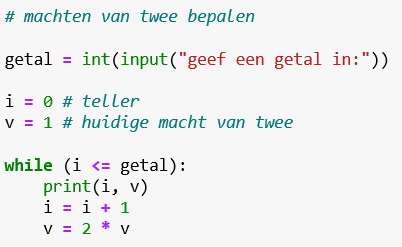 # machten van twee bepalen
getal = int(input("geef een getal in:"))
i = 0 # teller
v = 1 # huidige macht van twee
while (i <= getal):
    print(i, v)
    i = i + 1
    v = 2 * v